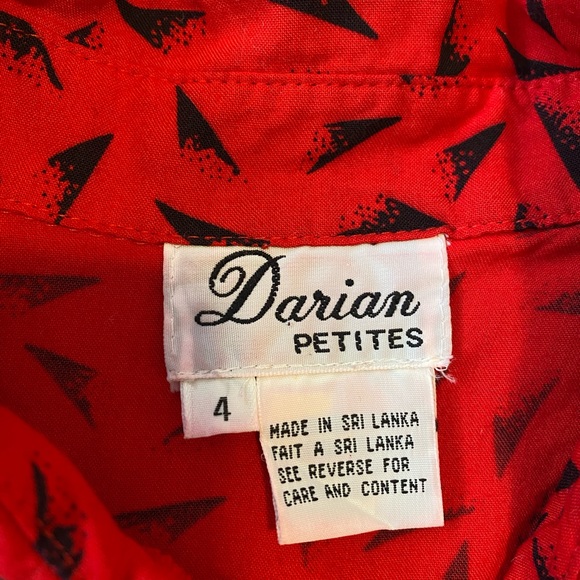 Darian
PETITES
4
MADE IN SRI LANKA
FAIT A SRI LANKA
SEE REVERSE FOR
CARE AND CONTENT